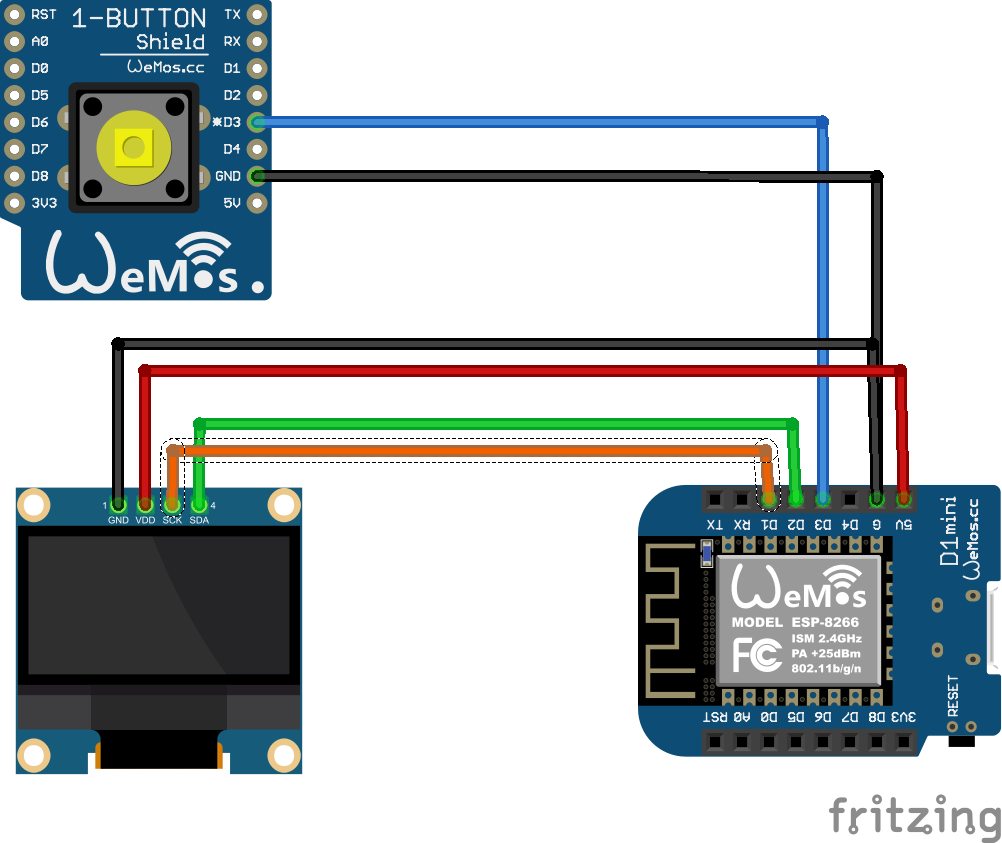 1-BUTTON
Shield
WeMos.cc
RST
A0
D0
D5
D6
D7
D8
3V3
TX
RX
D1
D2
*D3
D4
GND
5V
WeMos.
1
4
GND VDD SCK SDA
TX RX D1 D2 D3 D4 G 5V
D1mini
WeMos.cc
WeMos
MODEL ESP-8266
FC
ISM 2.4GHz
PA +25dBm
802.11b/g/n
RST A0 D0 D5 D6 D7 D8 3V3
RESET
fritzing